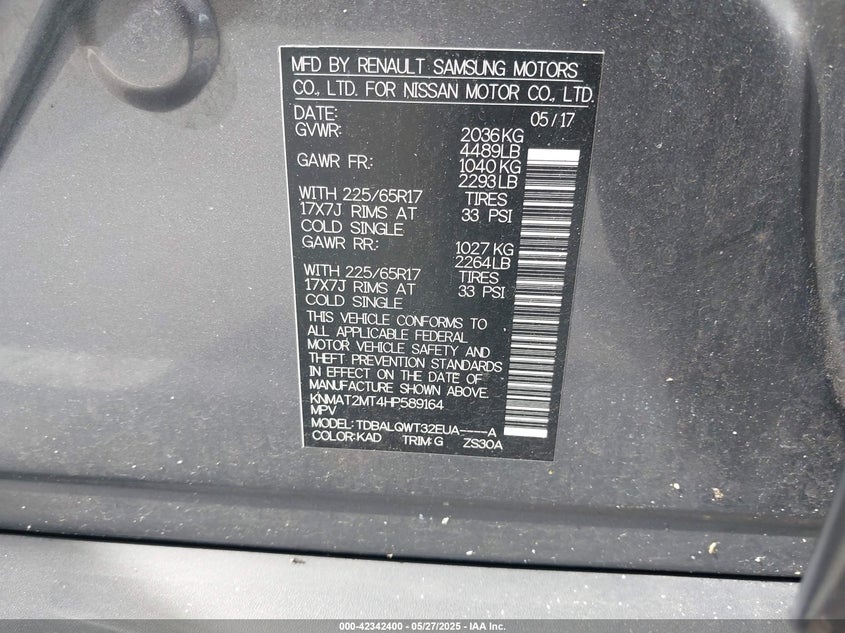 MFD BY RENAULT SAMSUNG MOTORS
CO., LTD. FOR NISSAN MOTOR CO., LTD.
DATE: 05/17
GVWR: 2036KG
4489LB
GAWR FR.: 1040KG
2293LB
WITH 225/65R17 TIRES
17X7J RIMS AT 33 PSI
COLD SINGLE
GAWR RR.: 1027KG
2264LB
WITH 225/65R17 TIRES
17X7J RIMS AT 33 PSI
COLD SINGLE
THIS VEHICLE CONFORMS TO
ALL APPLICABLE FEDERAL
MOTOR VEHICLE SAFETY AND
THEFT PREVENTION STANDARDS
IN EFFECT ON THE DATE OF
MANUFACTURE SHOWN ABOVE.
KNMAT2MT4HP589164
MPV
MODEL: TDBALQWT32EUA----A
COLOR:KAD TRIM:G ZS30A
000-42342400 - 05/27/2025 - IAA Inc.